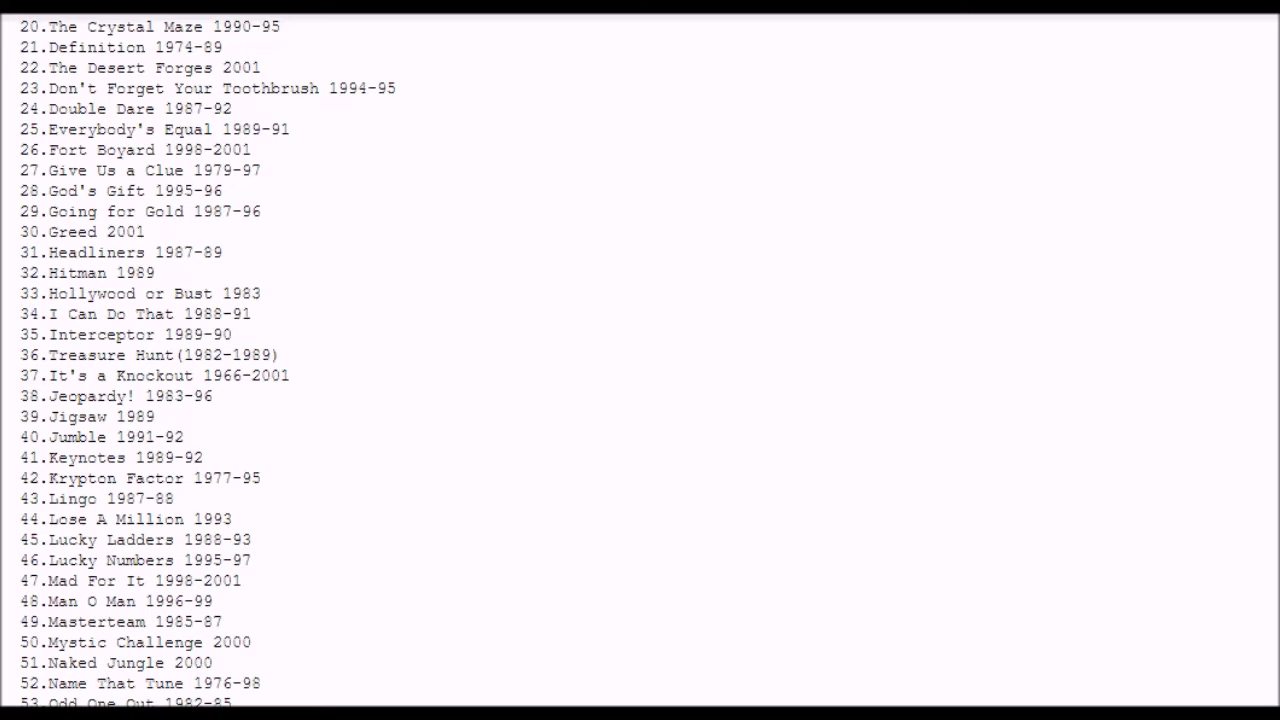 20.The Crystal Maze 1990-95
21.Definition 1974-89
22.The Desert Forges 2001
23.Don't Forget Your Toothbrush 1994-95
24.Double Dare 1987-92
25.Everybody's Equal 1989-91
26.Fort Boyard 1998-2001
27.Give Us a Clue 1979-97
28.God's Gift 1995-96
29.Going for Gold 1987-96
30.Greed 2001
31.Headliners 1987-89
32.Hitman 1989
33.Hollywood or Bust 1983
34.I Can Do That 1988-91
35.Interceptor 1989-90
36.Treasure Hunt(1982-1989)
37.It's a Knockout 1966-2001
38.Jeopardy! 1983-96
39.Jigsaw 1989
40.Jumble 1991-92
41.Keynotes 1989-92
42.Krypton Factor 1977-95
43.Lingo 1987-88
44.Lose A Million 1993
45.Lucky Ladders 1988-93
46.Lucky Numbers 1995-97
47.Mad For It 1998-2001
48.Man O Man 1996-99
49.Masterteam 1985-87
50.Mystic Challenge 2000
51.Naked Jungle 2000
52.Name That Tune 1976-98
53.Odd One Out 1982-85